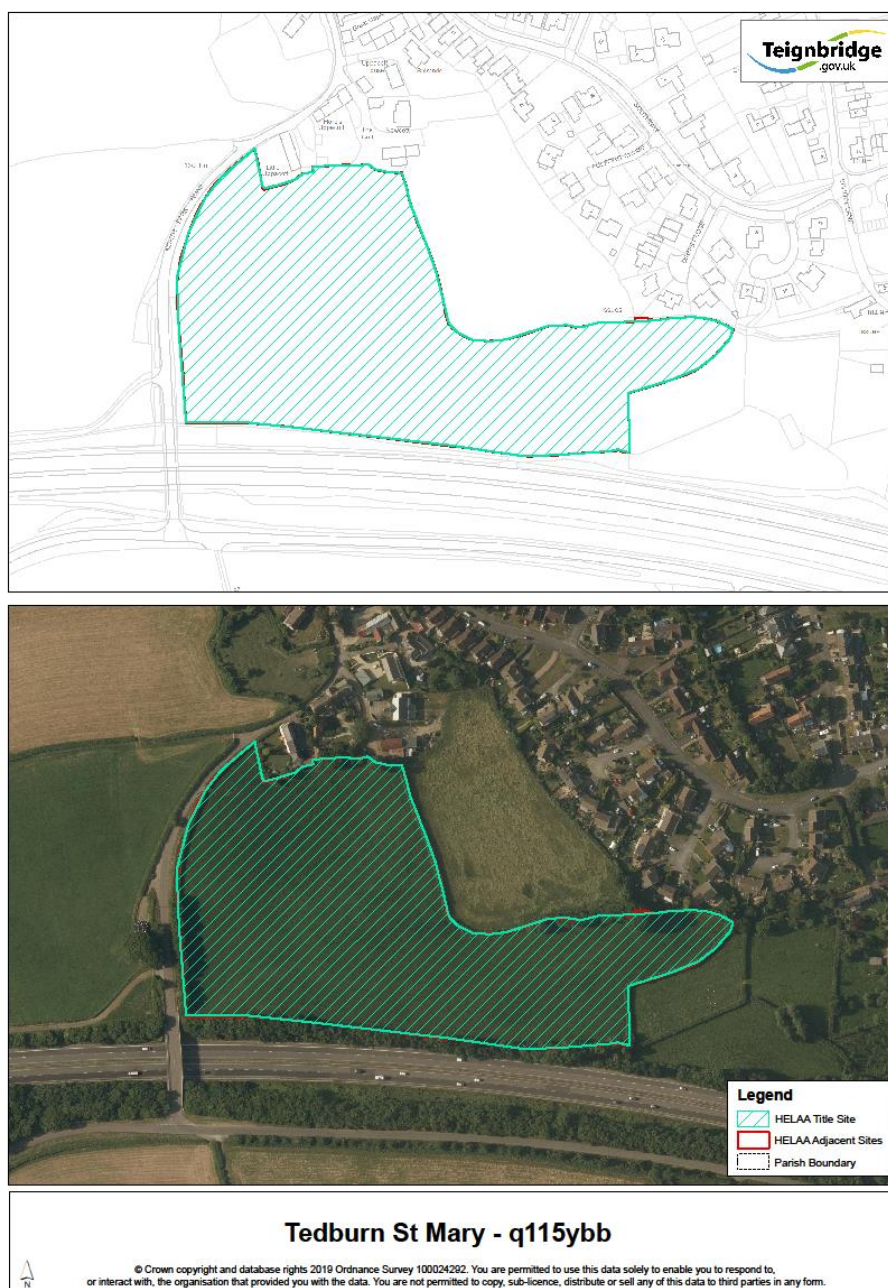 Teignbridge
.gov.uk
Legend
HELAA Title Site
HELAA Adjacent Sites
Parish Boundary
Tedburn St Mary - q115ybb
N
© Crown copyright and database rights 2019 Ordnance Survey 100024292. You are permitted to use this data solely to enable you to respond to,
or interact with, the organisation that provided you with the data. You are not permitted to copy, sub-licence, distribute or sell any of this data to third parties in any form.